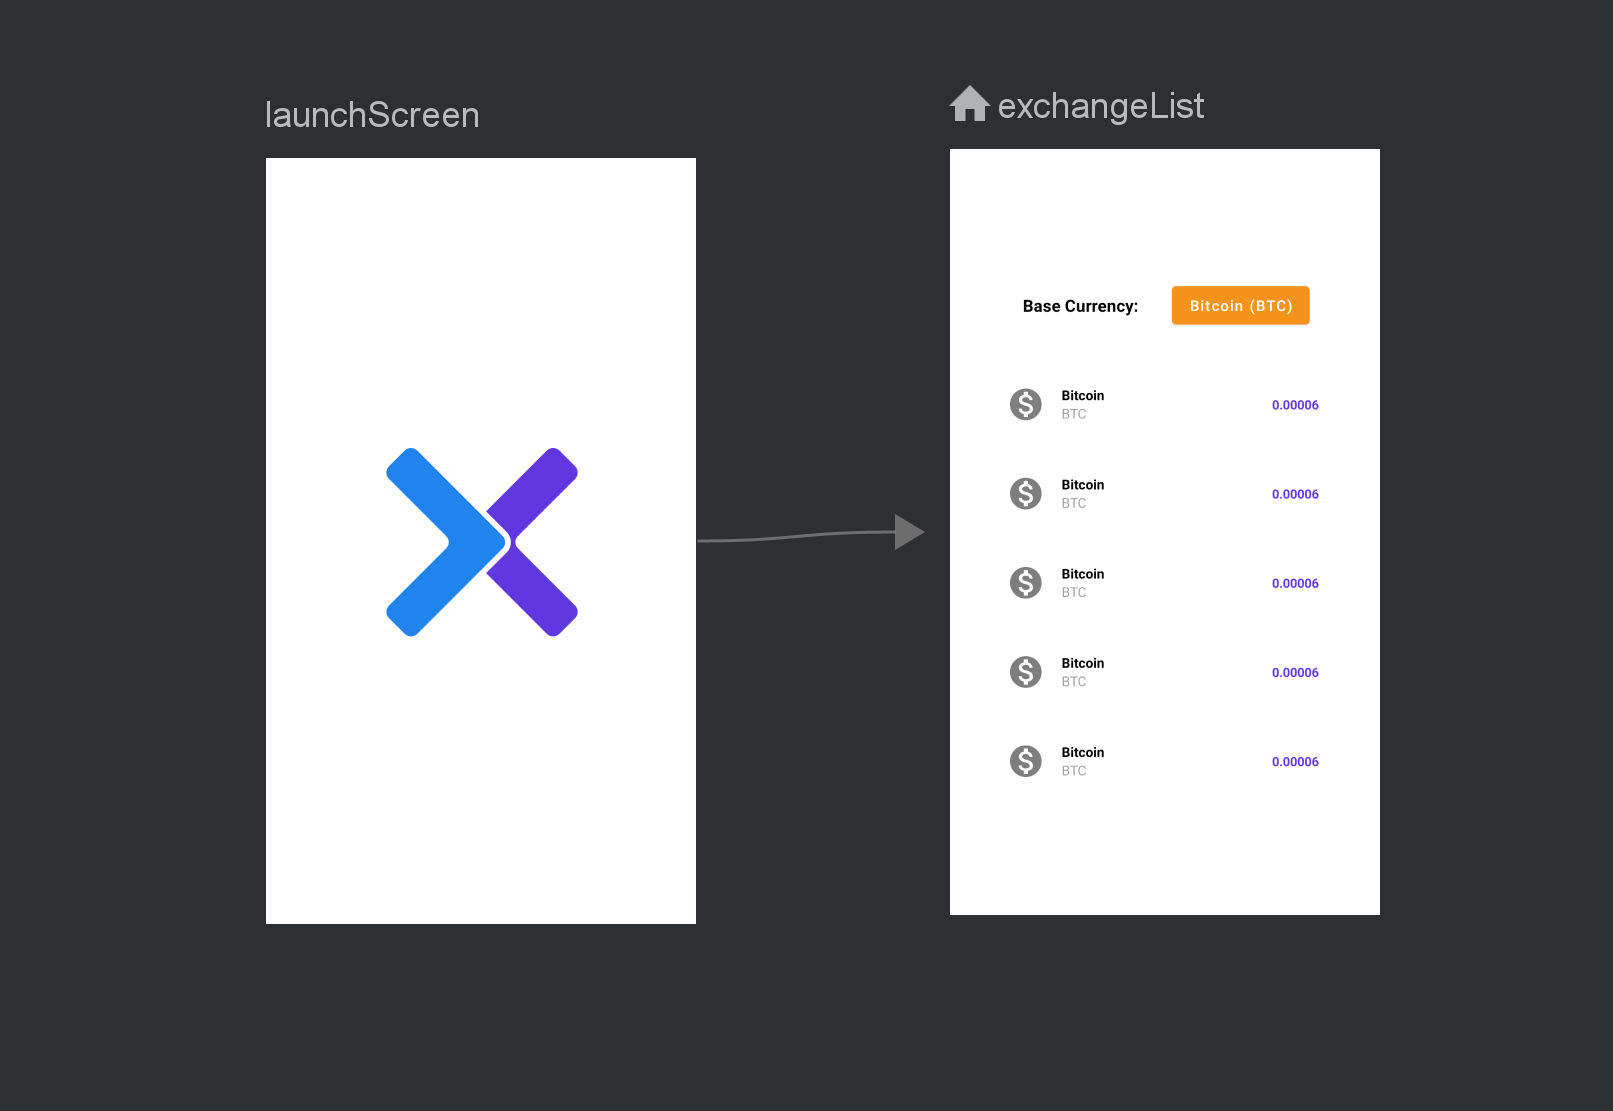 launchScreen
exchangeList
Base Currency:
Bitcoin (BTC)
Bitcoin
BTC
0.00006
Bitcoin
BTC
0.00006
Bitcoin
BTC
0.00006
Bitcoin
BTC
0.00006
Bitcoin
BTC
0.00006